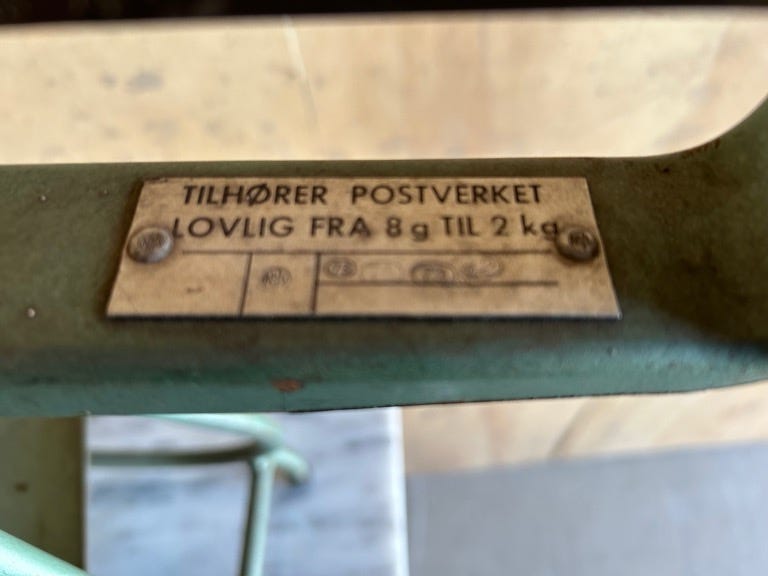 TILHØRER POSTVERKET
LOVLIG FRA 8 g TIL 2 kg